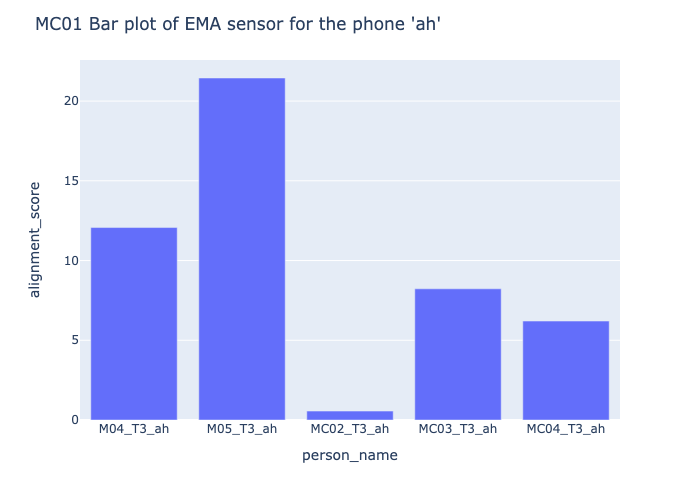 MC01 Bar plot of EMA sensor for the phone 'ah'
alignment_score
20
15
10
5
0
M04_T3_ah
M05_T3_ah
MC02_T3_ah
MC03_T3_ah
MC04_T3_ah
person_name